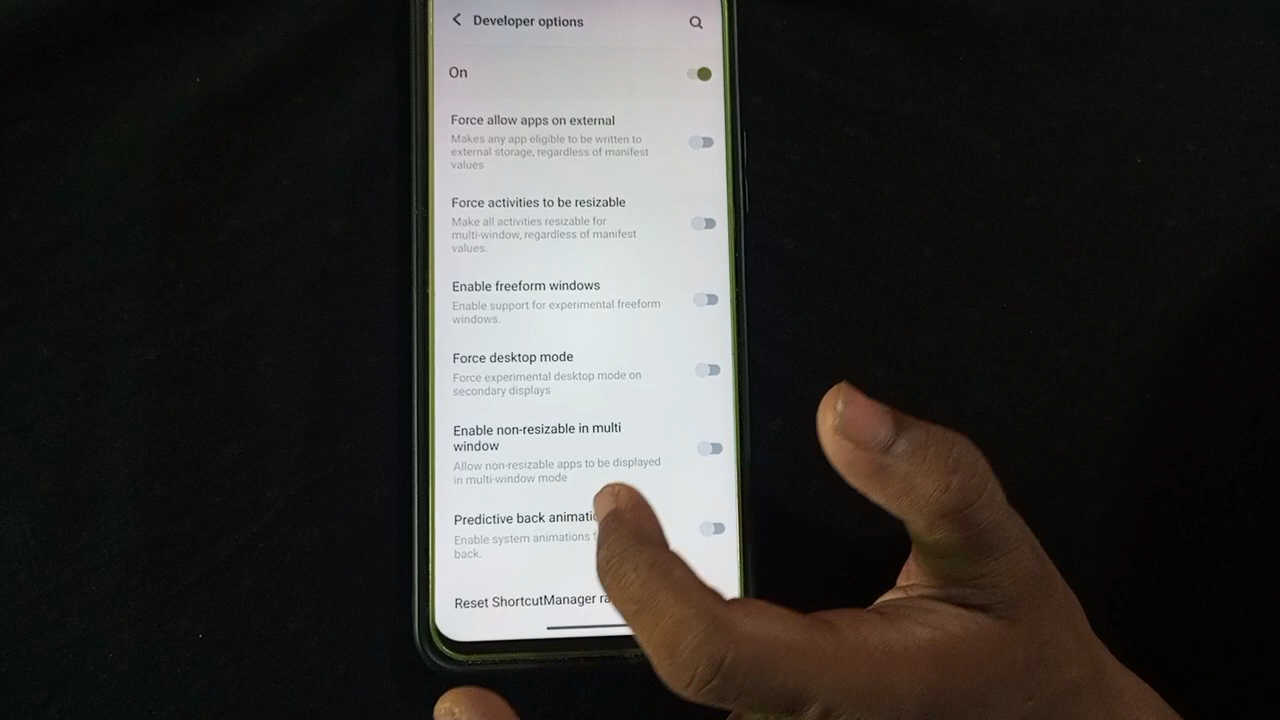 Developer options
On
Force allow apps on external
Makes any app eligible to be written to
external storage, regardless of manifest
values
Force activities to be resizable
Make all activities resizable for
multi-window, regardless of manifest
values.
Enable freeform windows
Enable support for experimental freeform
windows.
Force desktop mode
Force experimental desktop mode on
secondary displays
Enable non-resizable in multi
window
Allow non-resizable apps to be displayed
in multi-window mode
Predictive back
Enable system animations
back.
Reset ShortcutManager